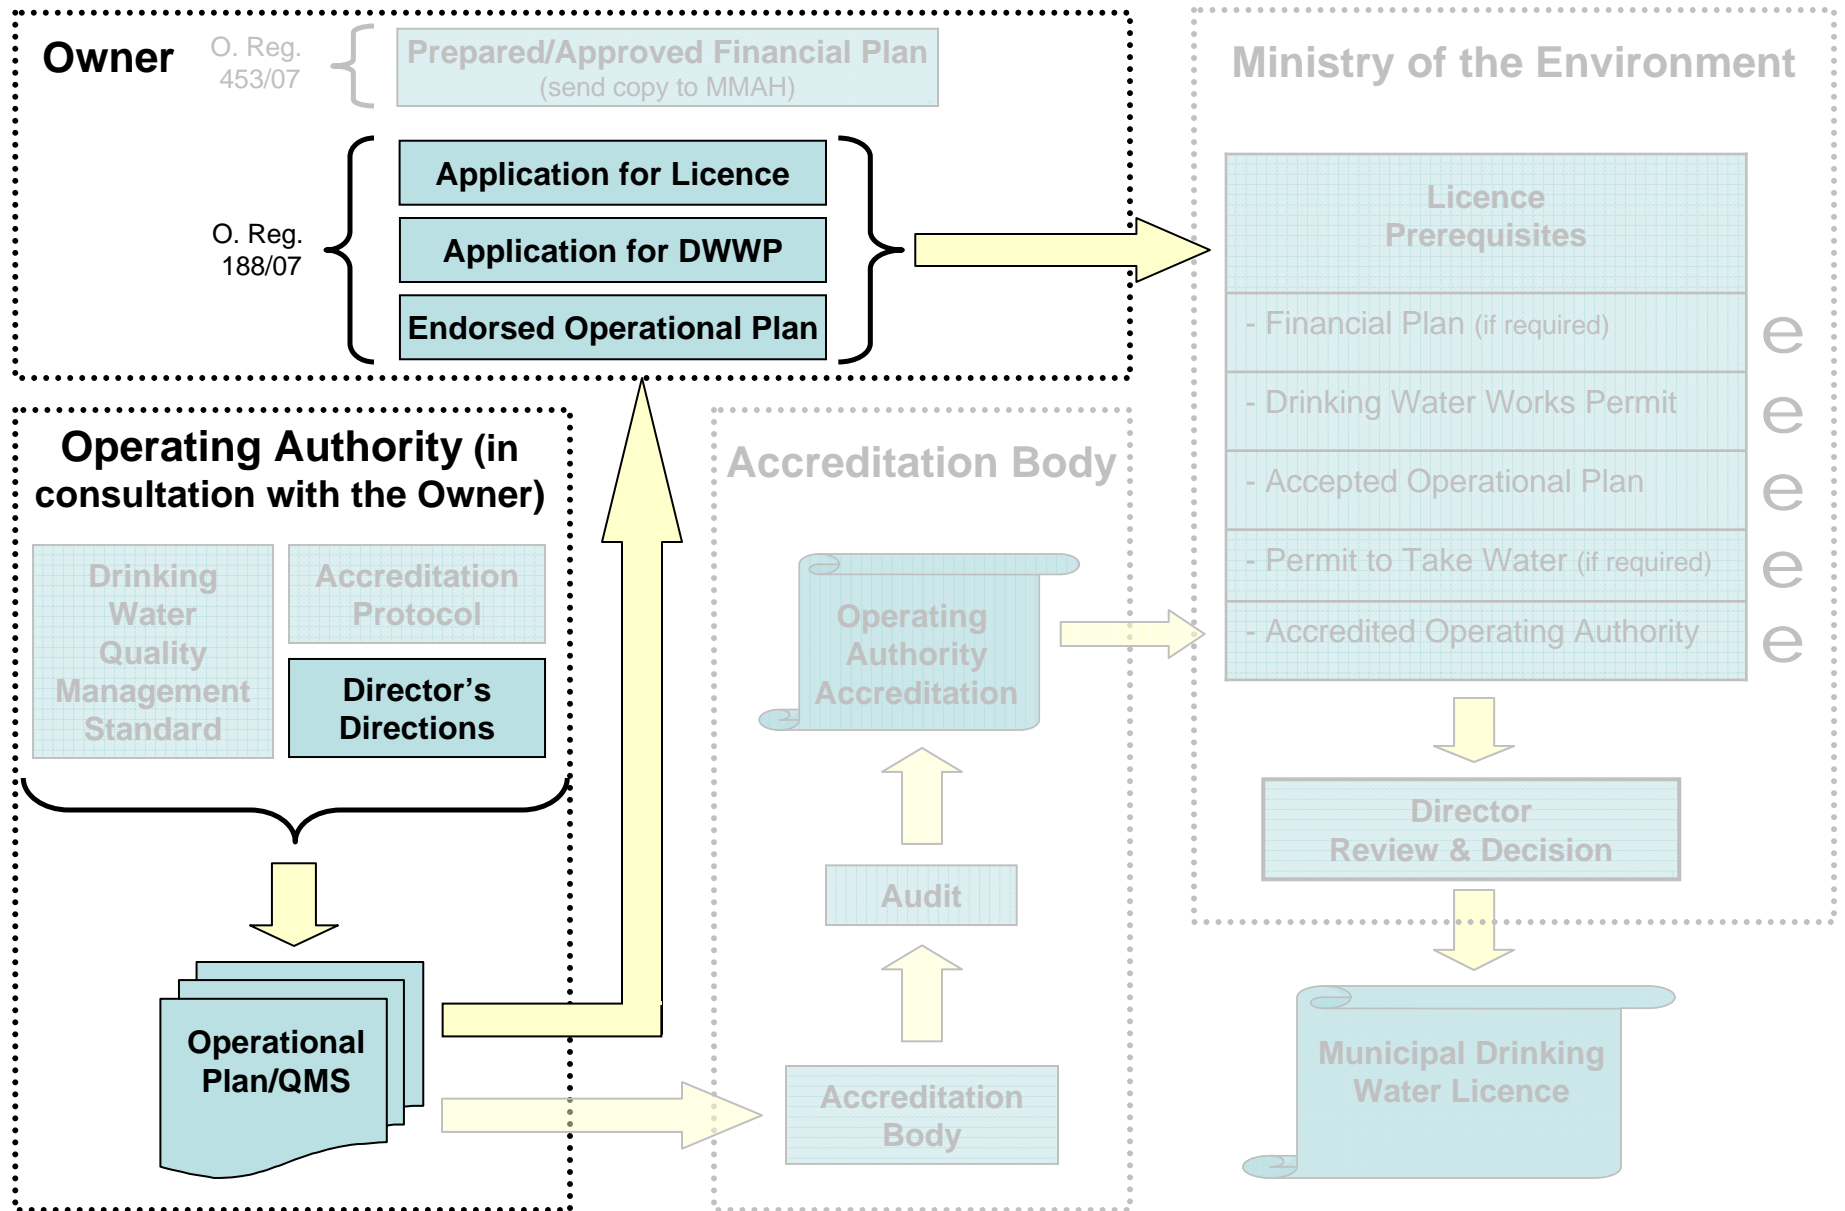 Owner
O. Reg.
453/07
Prepared/Approved Financial Plan
(send copy to MMAH)
O. Reg.
188/07
Application for Licence
Application for DWWP
Endorsed Operational Plan
Operating Authority (in
consultation with the Owner)
Drinking
Water
Quality
Management
Standard
Accreditation
Protocol
Director's
Directions
Operational
Plan/QMS
Accreditation Body
Operating
Authority
Accreditation
Audit
Accreditation
Body
Ministry of the Environment
Licence
Prerequisites
- Financial Plan (if required) e
- Drinking Water Works Permit e
- Accepted Operational Plan e
- Permit to Take Water (if required) e
- Accredited Operating Authority e
Director
Review & Decision
Municipal Drinking
Water Licence